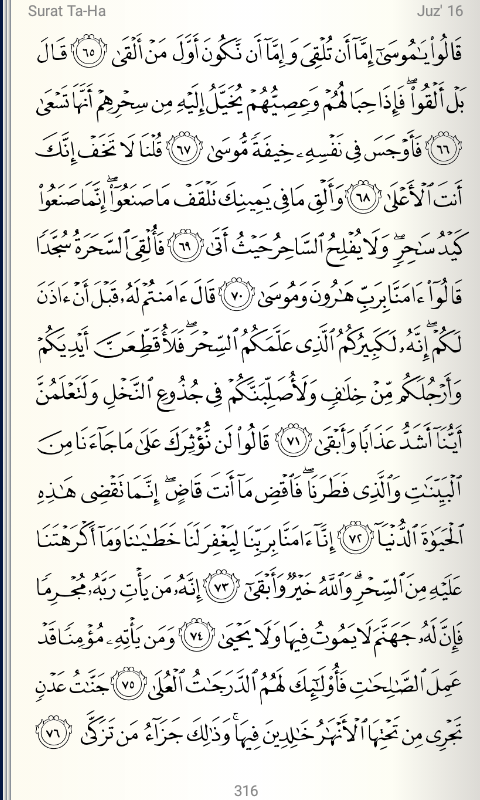 Surat Ta-Ha
Juz' 16
قَالُواْ يَٰمُوسَىٰٓ إِمَّآ أَن تُلۡقِيَ وَإِمَّآ أَن نَّكُونَ أَوَّلَ مَنۡ أَلۡقَىٰ ٦٥ قَالَ
بَلۡ أَلۡقُواْۖ فَإِذَا حِبَالُهُمۡ وَعِصِيُّهُمۡ يُخَيَّلُ إِلَيۡهِ مِن سِحۡرِهِمۡ أَنَّهَا تَسۡعَىٰ
٦٦ فَأَوۡجَسَ فِي نَفۡسِهِۦ خِيفَةٗ مُّوسَىٰ ٦٧ قُلۡنَا لَا تَخَفۡ إِنَّكَ
أَنتَ ٱلۡأَعۡلَىٰ ٦٨ وَأَلۡقِ مَا فِي يَمِينِكَ تَلۡقَفۡ مَا صَنَعُوٓاْۖ إِنَّمَا صَنَعُواْ
كَيۡدُ سَٰحِرٖۖ وَلَا يُفۡلِحُ ٱلسَّاحِرُ حَيۡثُ أَتَىٰ ٦٩ فَأُلۡقِيَ ٱلسَّحَرَةُ سُجَّدٗا
قَالُوٓاْ ءَامَنَّا بِرَبِّ هَٰرُونَ وَمُوسَىٰ ٧٠ قَالَ ءَامَنتُمۡ لَهُۥ قَبۡلَ أَنۡ ءَاذَنَ
لَكُمۡۖ إِنَّهُۥ لَكَبِيرُكُمُ ٱلَّذِي عَلَّمَكُمُ ٱلسِّحۡرَۖ فَلَأُقَطِّعَنَّ أَيۡدِيَكُمۡ
وَأَرۡجُلَكُم مِّنۡ خِلَٰفٖ وَلَأُصَلِّبَنَّكُمۡ فِي جُذُوعِ ٱلنَّخۡلِ وَلَتَعۡلَمُنَّ
أَيُّنَآ أَشَدُّ عَذَابٗا وَأَبۡقَىٰ ٧١ قَالُواْ لَن نُّؤۡثِرَكَ عَلَىٰ مَا جَآءَنَا مِنَ
ٱلۡبَيِّنَٰتِ وَٱلَّذِي فَطَرَنَاۖ فَٱقۡضِ مَآ أَنتَ قَاضٍۖ إِنَّمَا تَقۡضِي هَٰذِهِ
ٱلۡحَيَوٰةَ ٱلدُّنۡيَآ ٧٢ إِنَّآ ءَامَنَّا بِرَبِّنَا لِيَغۡفِرَ لَنَا خَطَٰيَٰنَا وَمَآ أَكۡرَهۡتَنَا
عَلَيۡهِ مِنَ ٱلسِّحۡرِۗ وَٱللَّهُ خَيۡرٞ وَأَبۡقَىٰٓ ٧٣ إِنَّهُۥ مَن يَأۡتِ رَبَّهُۥ مُجۡرِمٗا
فَإِنَّ لَهُۥ جَهَنَّمَ لَا يَمُوتُ فِيهَا وَلَا يَحۡيَىٰ ٧٤ وَمَن يَأۡتِهِۦ مُؤۡمِنٗا قَدۡ
عَمِلَ ٱلصَّٰلِحَٰتِ فَأُوْلَٰٓئِكَ لَهُمُ ٱلدَّرَجَٰتُ ٱلۡعُلَىٰ ٧٥ جَنَّٰتُ عَدۡنٖ
تَجۡرِي مِن تَحۡتِهَا ٱلۡأَنۡهَٰرُ خَٰلِدِينَ فِيهَاۚ وَذَٰلِكَ جَزَآءُ مَن تَزَكَّىٰ ٧٦
316